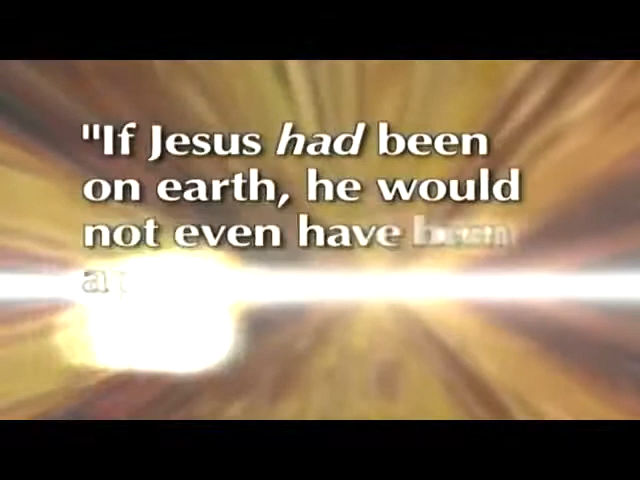 "If Jesus had been
on earth, he would
not even have been
a